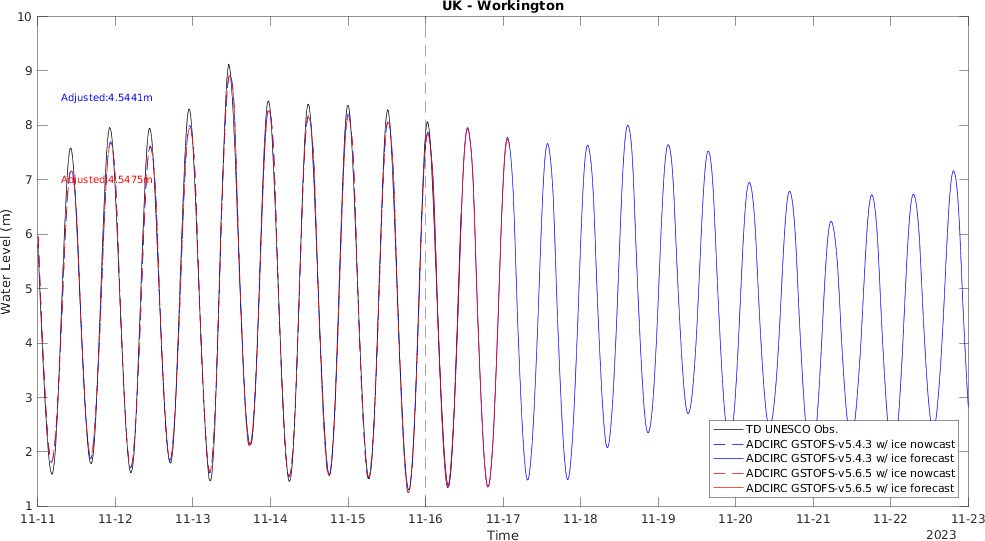 UK - Workington
10
9
8
7
6
5
4
3
2
1
Water Level (m)
Adjusted:4.5441m
Adjusted:4.5475m
TD UNESCO Obs.
ADCIRC GSTOFS-v5.4.3 w/ ice nowcast
ADCIRC GSTOFS-v5.4.3 w/ ice forecast
ADCIRC GSTOFS-v5.6.5 w/ ice nowcast
ADCIRC GSTOFS-v5.6.5 w/ ice forecast
11-11 11-12 11-13 11-14 11-15 11-16 11-17 11-18 11-19 11-20 11-21 11-22 11-23
Time
2023